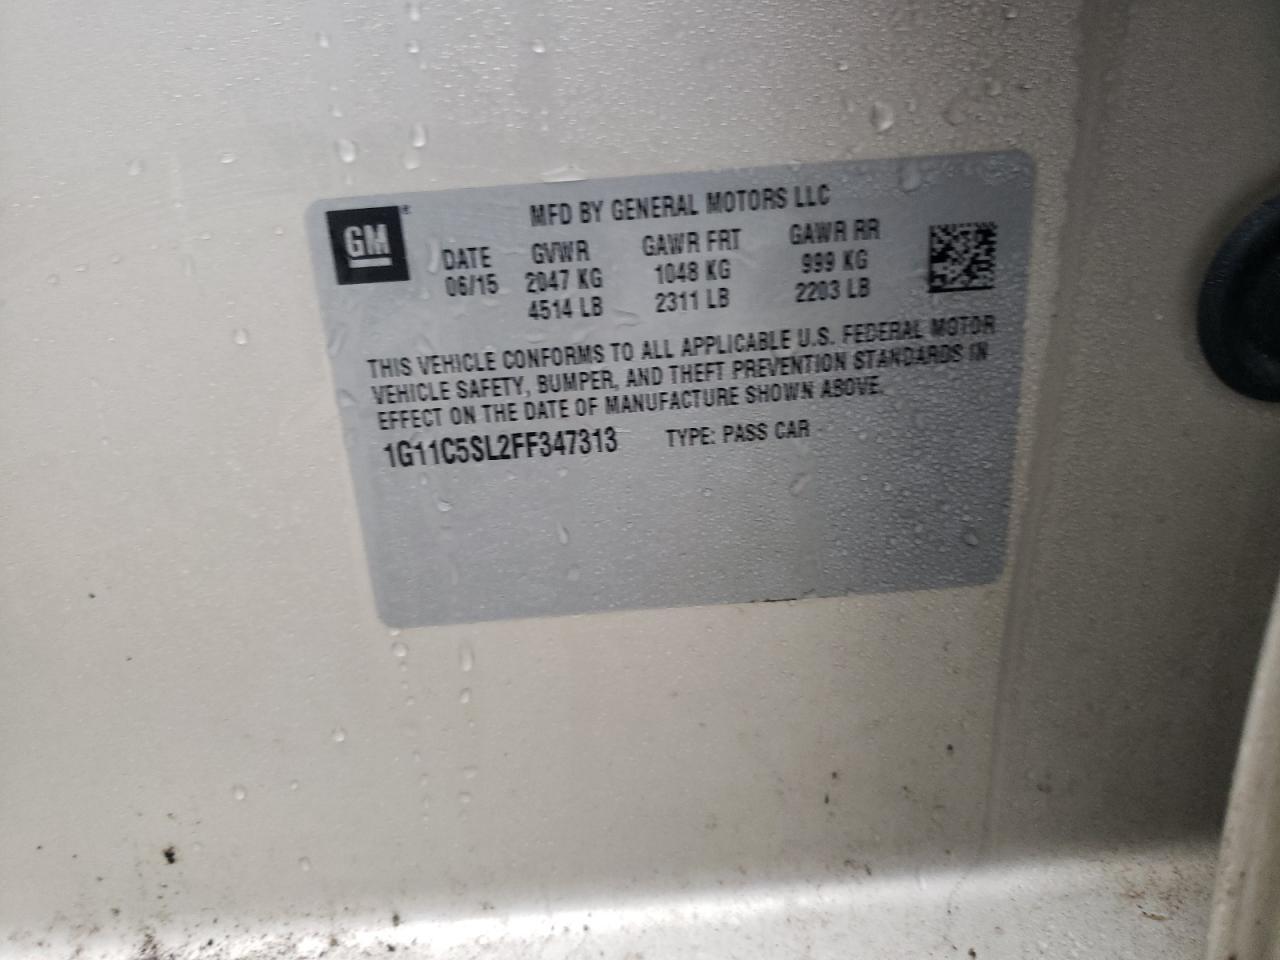 GM
MFD BY GENERAL MOTORS LLC
DATE GVWR GAWR FRT GAWR RR
06/15 2047 KG 1048 KG 999 KG
4514 LB 2311 LB 2203 LB
THIS VEHICLE CONFORMS TO ALL APPLICABLE U.S. FEDERAL MOTOR
VEHICLE SAFETY, BUMPER, AND THEFT PREVENTION STANDARDS IN
EFFECT ON THE DATE OF MANUFACTURE SHOWN ABOVE.
1G11C5SL2FF347313 TYPE: PASS CAR